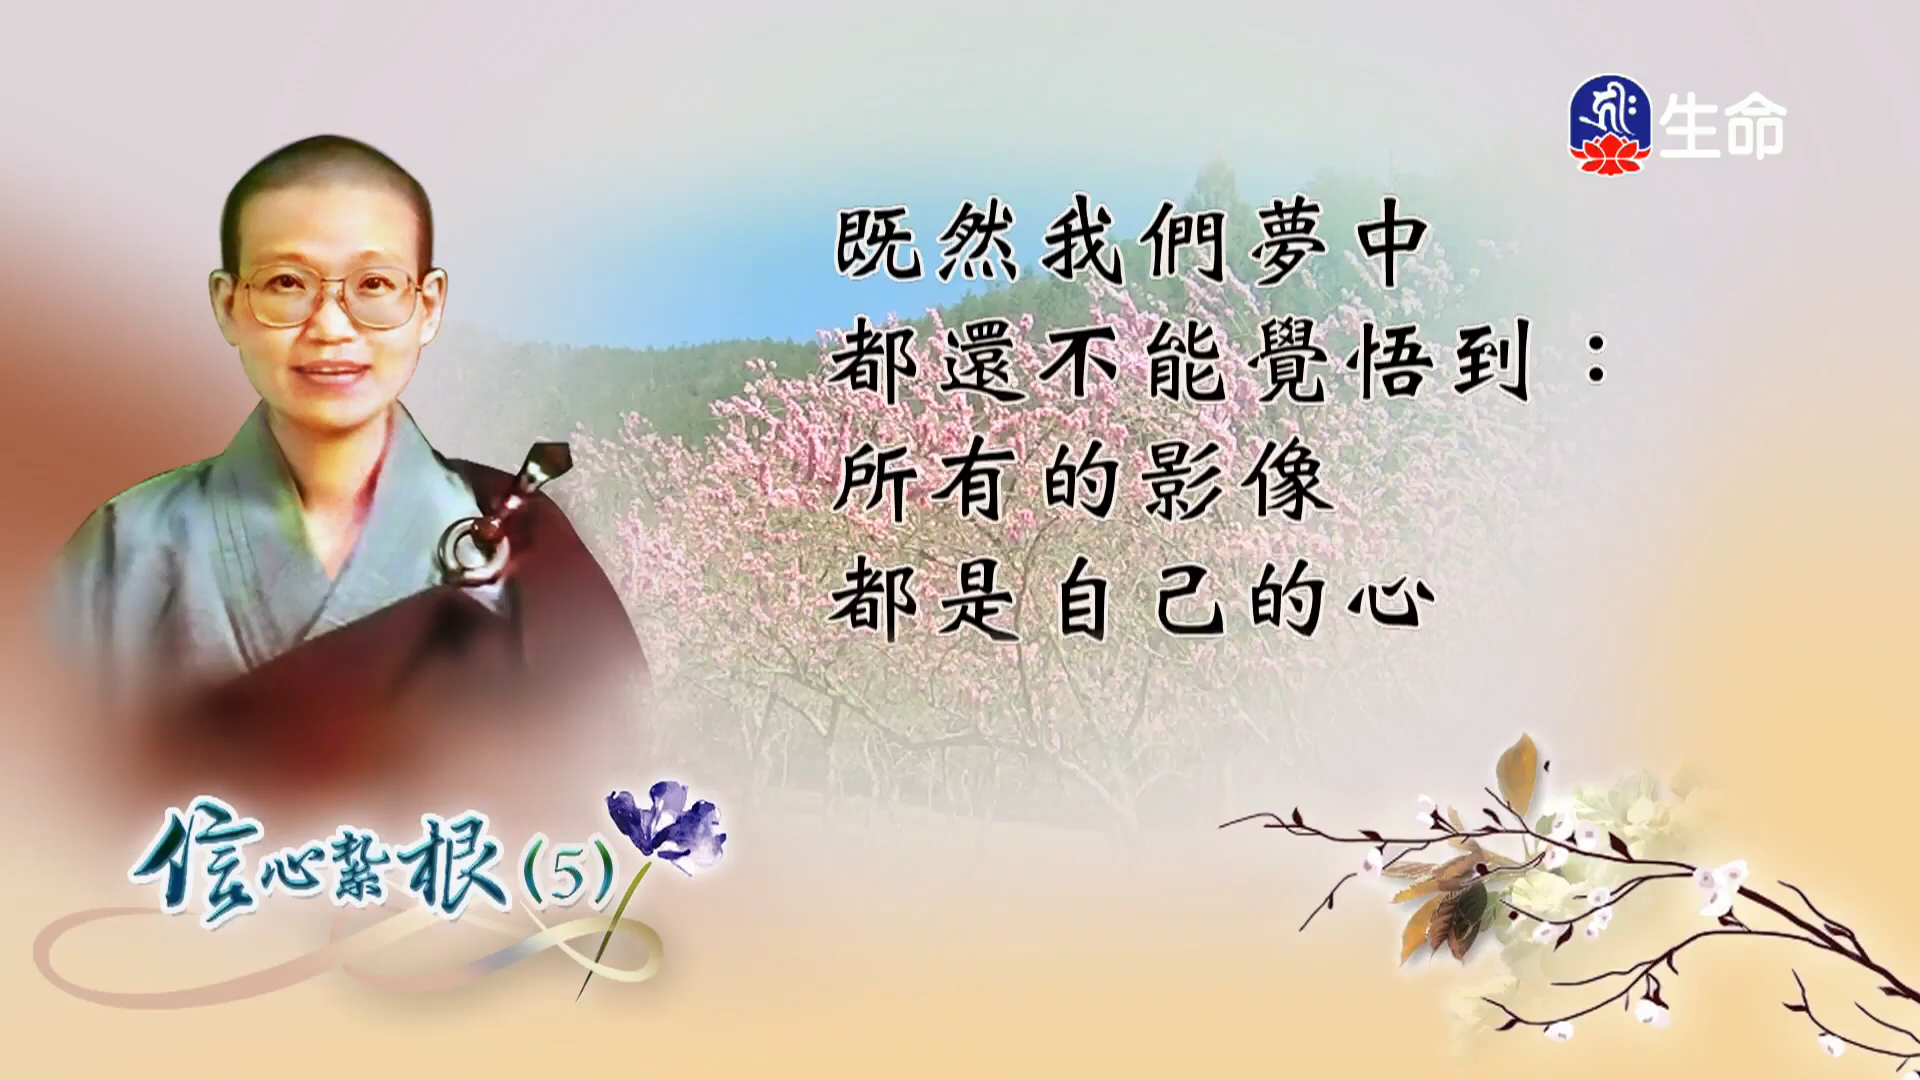 生命
既然我們夢中
都還不能覺悟到：
所有的影像
都是自己的心
信心紮根(5)